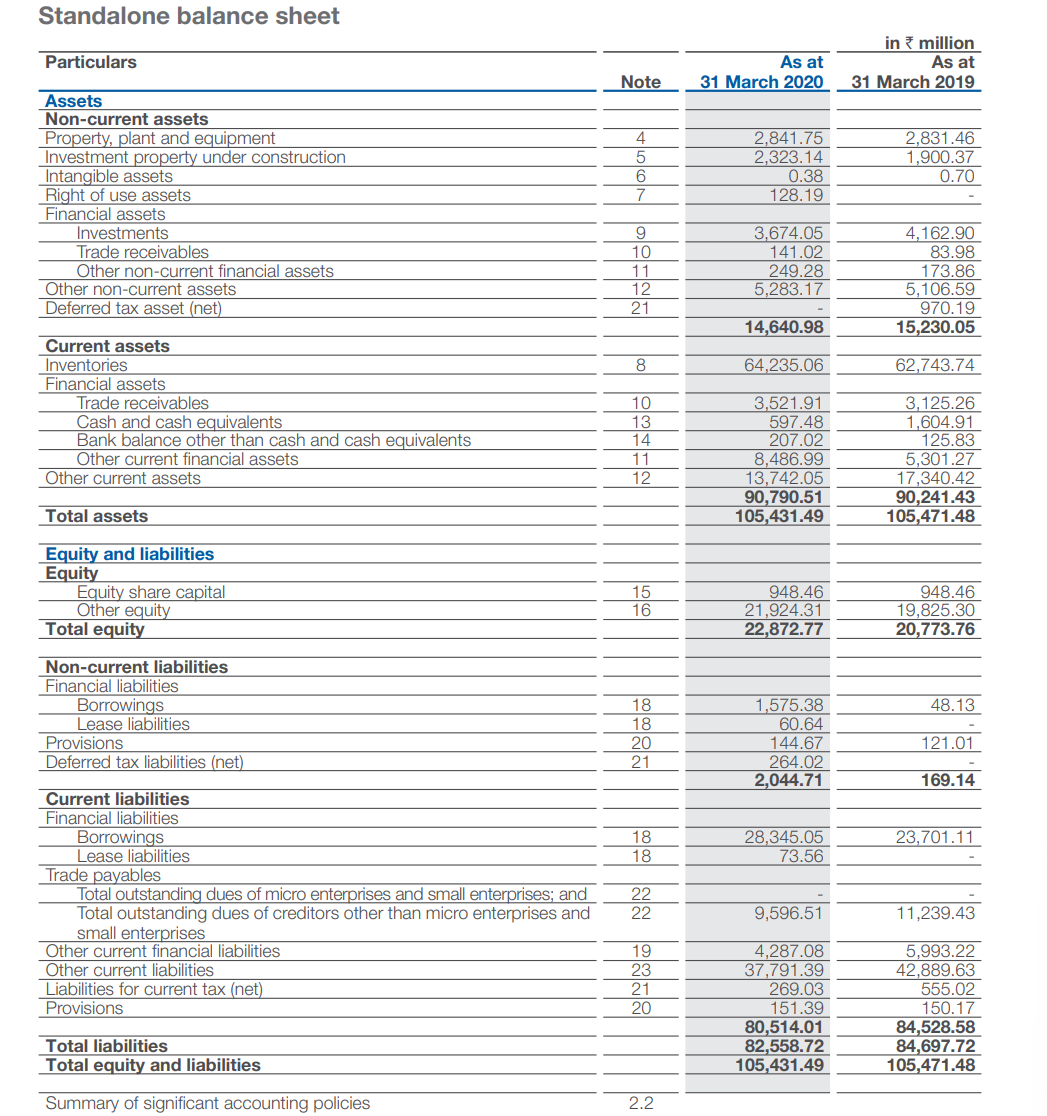 Standalone balance sheet
in ₹ million
Particulars Note As at 31 March 2020 As at 31 March 2019
Assets
Non-current assets
Property, plant and equipment 4 2,841.75 2,831.46
Investment property under construction 5 2,323.14 1,900.37
Intangible assets 6 0.38 0.70
Right of use assets 7 128.19 -
Financial assets
Investments 9 3,674.05 4,162.90
Trade receivables 10 141.02 83.98
Other non-current financial assets 11 249.28 173.86
Other non-current assets 12 5,283.17 5,106.59
Deferred tax asset (net) 21 - 970.19
14,640.98 15,230.05
Current assets
Inventories 8 64,235.06 62,743.74
Financial assets
Trade receivables 10 3,521.91 3,125.26
Cash and cash equivalents 13 597.48 1,604.91
Bank balance other than cash and cash equivalents 14 207.02 125.83
Other current financial assets 11 8,486.99 5,301.27
Other current assets 12 13,742.05 17,340.42
90,790.51 90,241.43
Total assets 105,431.49 105,471.48
Equity and liabilities
Equity
Equity share capital 15 948.46 948.46
Other equity 16 21,924.31 19,825.30
Total equity 22,872.77 20,773.76
Non-current liabilities
Financial liabilities
Borrowings 18 1,575.38 48.13
Lease liabilities 18 60.64 -
Provisions 20 144.67 121.01
Deferred tax liabilities (net) 21 264.02 -
2,044.71 169.14
Current liabilities
Financial liabilities
Borrowings 18 28,345.05 23,701.11
Lease liabilities 18 73.56 -
Trade payables
Total outstanding dues of micro enterprises and small enterprises; and 22 - -
Total outstanding dues of creditors other than micro enterprises and 22 9,596.51 11,239.43
small enterprises
Other current financial liabilities 19 4,287.08 5,993.22
Other current liabilities 23 37,791.39 42,889.63
Liabilities for current tax (net) 21 269.03 555.02
Provisions 20 151.39 150.17
80,514.01 84,528.58
Total liabilities 82,558.72 84,697.72
Total equity and liabilities 105,431.49 105,471.48
Summary of significant accounting policies 2.2